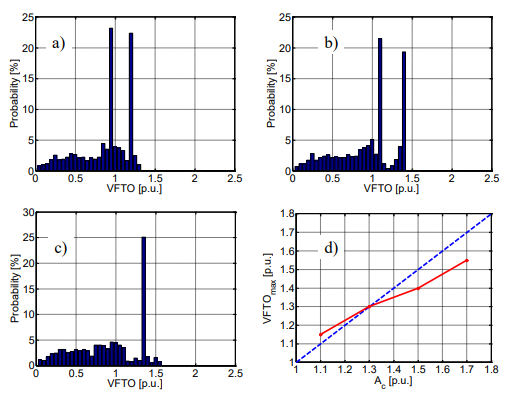 a)
Probability [%]
25
20
15
10
5
0
0 0.5 1 1.5 2 2.5
VFTO [p.u.]
b)
Probability [%]
25
20
15
10
5
0
0 0.5 1 1.5 2 2.5
VFTO [p.u.]
c)
Probability [%]
30
25
20
15
10
5
0
0 0.5 1 1.5 2 2.5
VFTO [p.u.]
d)
VFTOmax [p.u.]
1.8
1.7
1.6
1.5
1.4
1.3
1.2
1.1
1
1 1.1 1.2 1.3 1.4 1.5 1.6 1.7 1.8
Ac [p.u.]